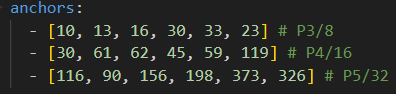 anchors:
- [10, 13, 16, 30, 33, 23] # P3/8
- [30, 61, 62, 45, 59, 119] # P4/16
- [116, 90, 156, 198, 373, 326] # P5/32